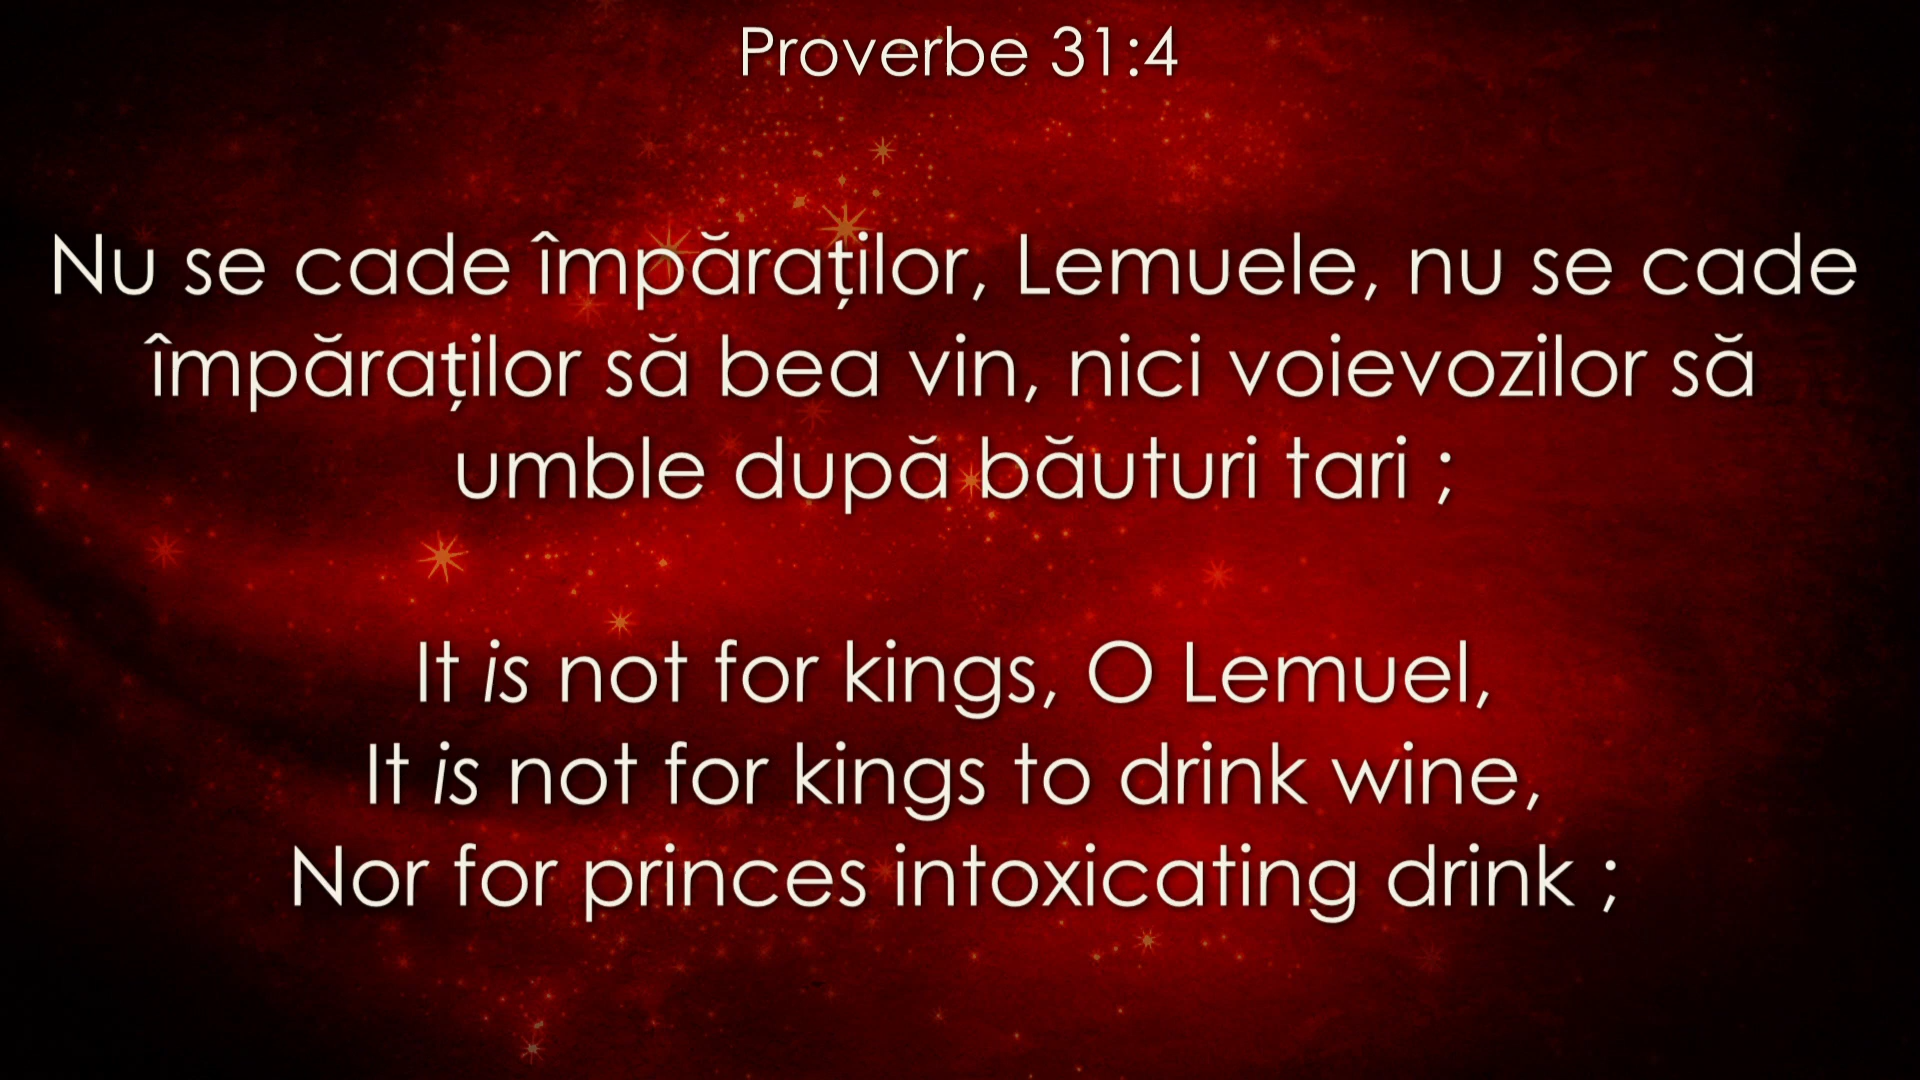 Proverbe 31:4
Nu se cade împăraților, Lemuele, nu se cade
împăraților să bea vin, nici voievozilor să
umble după băuturi tari ;
It is not for kings, O Lemuel,
It is not for kings to drink wine,
Nor for princes intoxicating drink ;